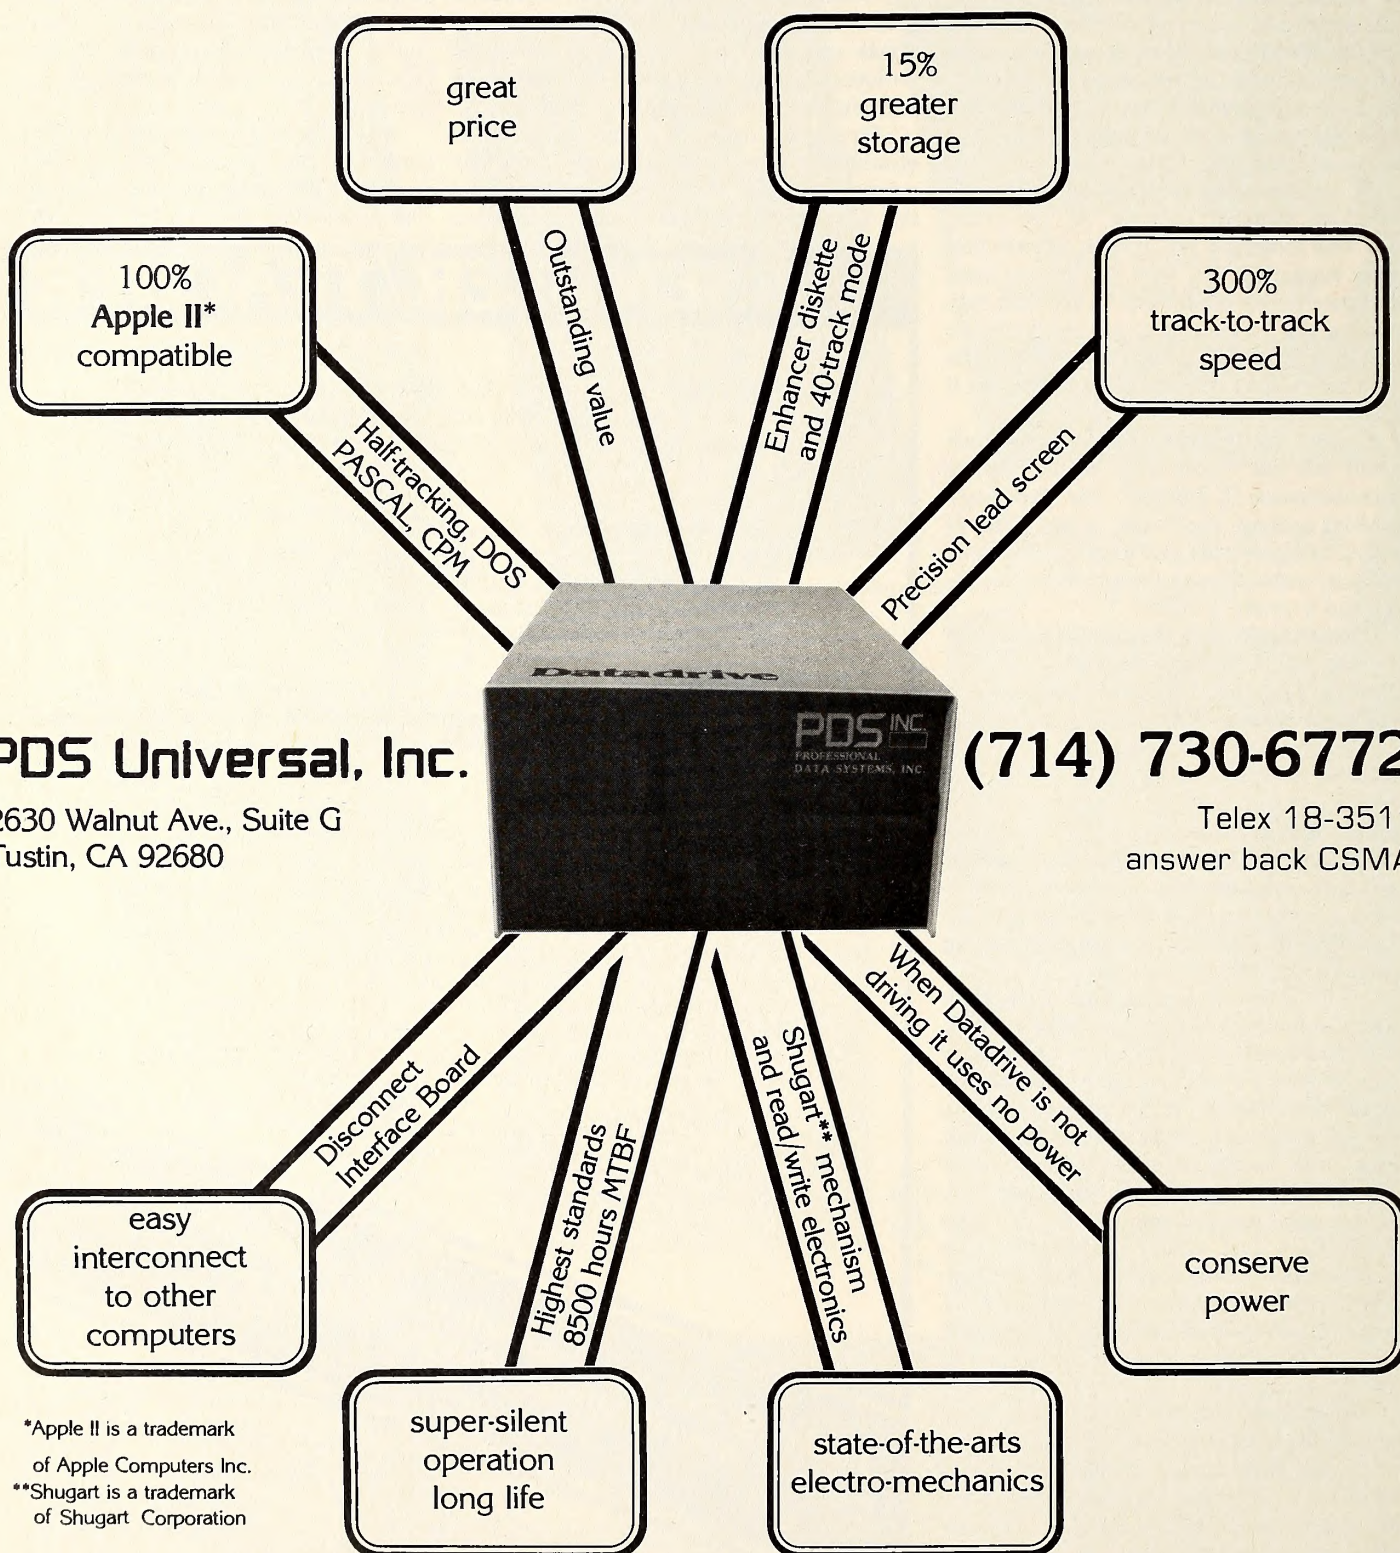 great
price
15%
greater
storage
100%
Apple II*
compatible
300%
track-to-track
speed
Outstanding value
Enhancer diskette
and 40-track mode
Half-tracking, DOS
PASCAL, CPM
Precision lead screen
Datadrive
PDS INC.
PROFESSIONAL
DATA SYSTEMS, INC.
PDS Universal, Inc.
2630 Walnut Ave., Suite G
Tustin, CA 92680
(714) 730-6772
Telex 18-351
answer back CSMA
Disconnect
Interface Board
Highest standards
8500 hours MTBF
Shugart** mechanism
and read/write electronics
When Datadrive is not
driving it uses no power
easy
interconnect
to other
computers
super-silent
operation
long life
state-of-the-arts
electro-mechanics
conserve
power
*Apple II is a trademark
of Apple Computers Inc.
**Shugart is a trademark
of Shugart Corporation